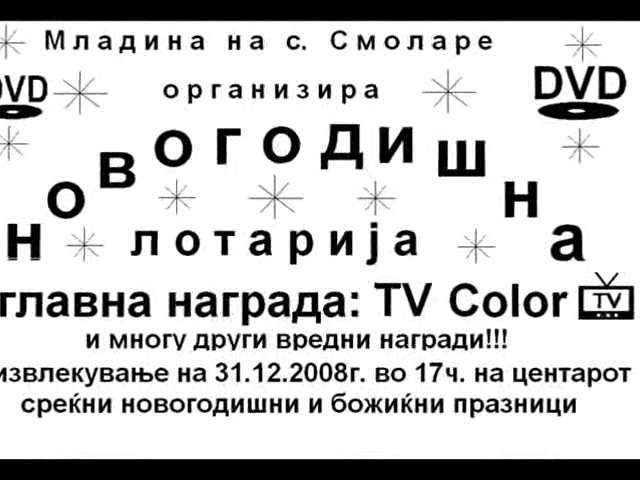 Младина на с. Смоларе
DVD
DVD
организира
новогодишна
лотарија
главна награда: TV Color TV
и многу други вредни награди!!!
извлекување на 31.12.2008г. во 17ч. на центарот
среќни новогодишни и божиќни празници